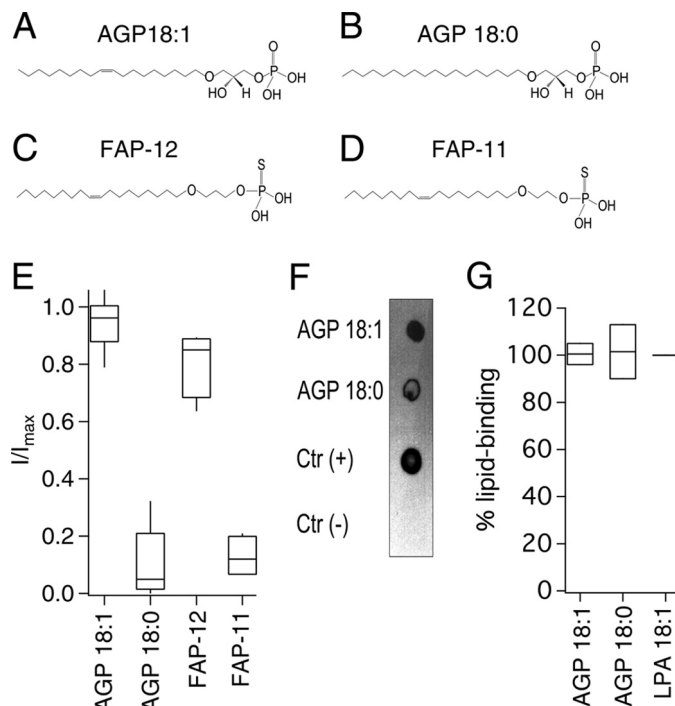 A AGP18:1
B AGP 18:0
O
P
O
O
OH
HO
H
OH
O
P
O
O
OH
HO
H
OH
C FAP-12
D FAP-11
S
O
O
P
OH
OH
S
O
O
P
OH
OH
E
F
G
I/Imax
1.0
0.8
0.6
0.4
0.2
0.0
AGP 18:1
AGP 18:0
FAP-12
FAP-11
AGP 18:1
AGP 18:0
Ctr (+)
Ctr (-)
% lipid-binding
120
100
80
60
40
20
0
AGP 18:1
AGP 18:0
LPA 18:1